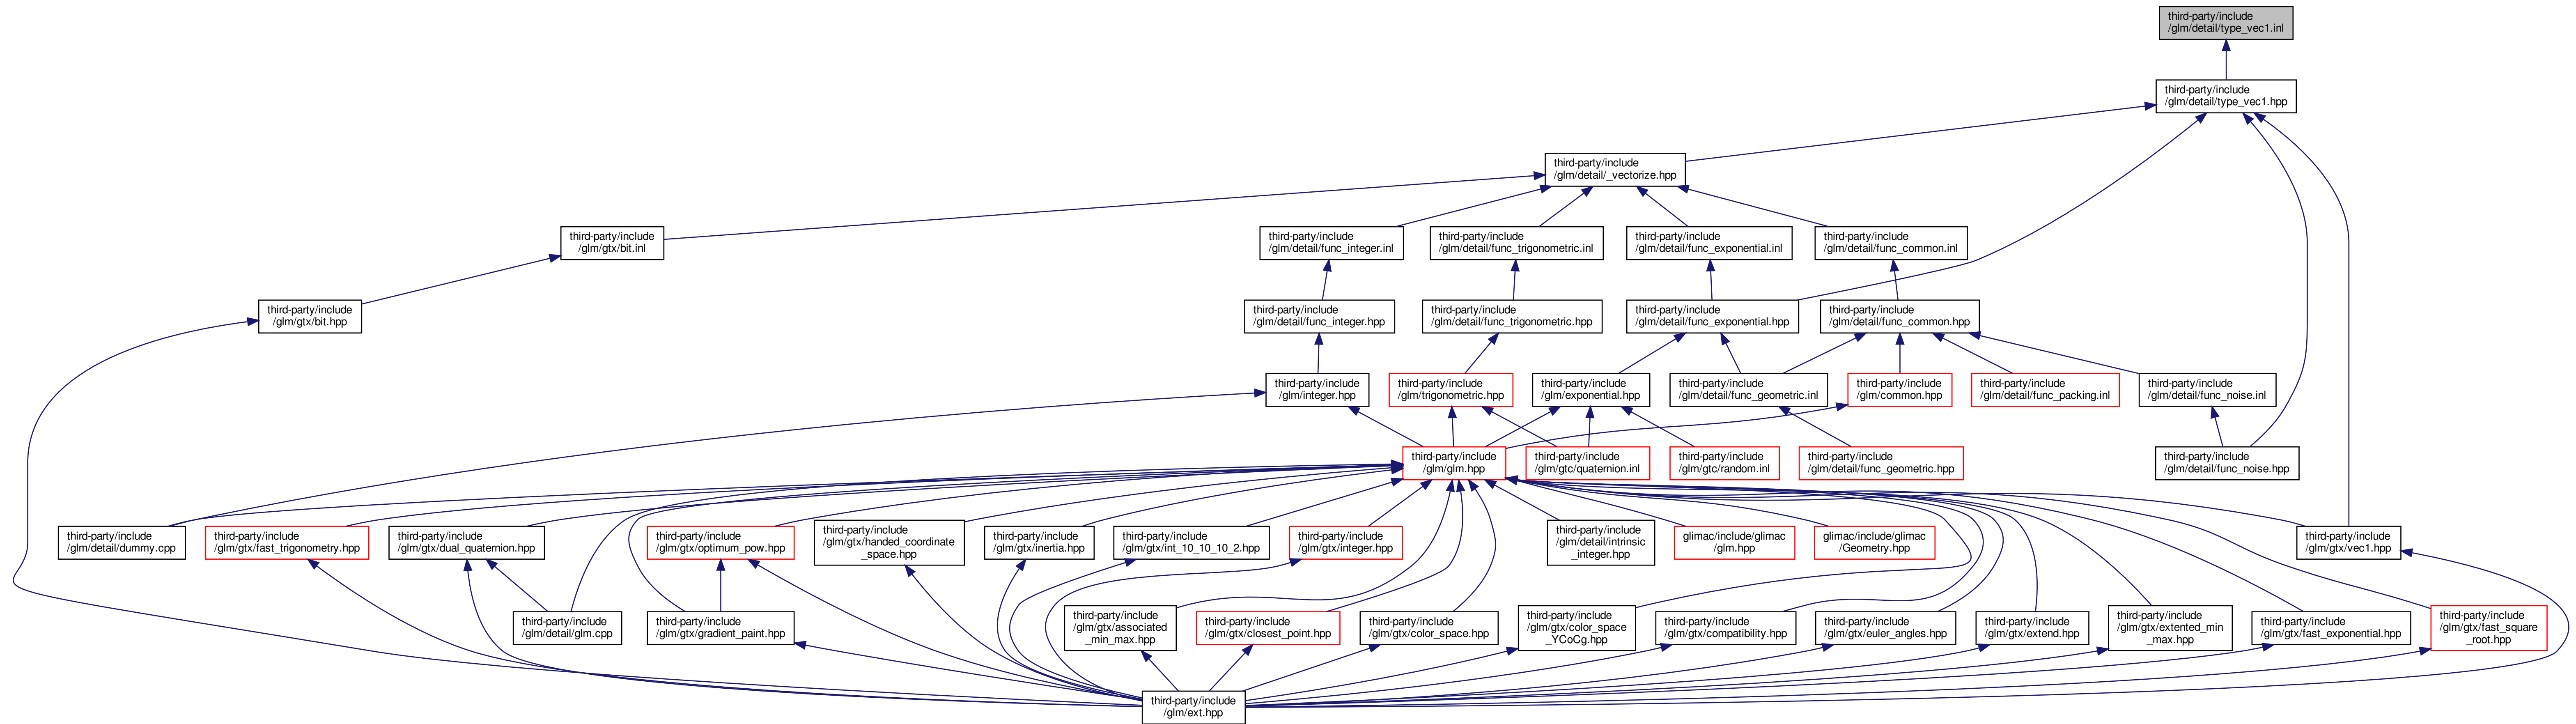 third-party/include
/glm/detail/type_vec1.inl
third-party/include
/glm/detail/type_vec1.hpp
third-party/include
/glm/detail/_vectorize.hpp
third-party/include
/glm/gtx/bit.inl
third-party/include
/glm/detail/func_integer.inl
third-party/include
/glm/detail/func_trigonometric.inl
third-party/include
/glm/detail/func_exponential.inl
third-party/include
/glm/detail/func_common.inl
third-party/include
/glm/gtx/bit.hpp
third-party/include
/glm/detail/func_integer.hpp
third-party/include
/glm/detail/func_trigonometric.hpp
third-party/include
/glm/detail/func_exponential.hpp
third-party/include
/glm/detail/func_common.hpp
third-party/include
/glm/integer.hpp
third-party/include
/glm/trigonometric.hpp
third-party/include
/glm/exponential.hpp
third-party/include
/glm/detail/func_geometric.inl
third-party/include
/glm/common.hpp
third-party/include
/glm/detail/func_packing.inl
third-party/include
/glm/detail/func_noise.inl
third-party/include
/glm/glm.hpp
third-party/include
/glm/gtc/quaternion.inl
third-party/include
/glm/gtc/random.inl
third-party/include
/glm/detail/func_geometric.hpp
third-party/include
/glm/detail/func_noise.hpp
third-party/include
/glm/detail/dummy.cpp
third-party/include
/glm/gtx/fast_trigonometry.hpp
third-party/include
/glm/gtx/dual_quaternion.hpp
third-party/include
/glm/gtx/optimum_pow.hpp
third-party/include
/glm/gtx/handed_coordinate
_space.hpp
third-party/include
/glm/gtx/inertia.hpp
third-party/include
/glm/gtx/int_10_10_10_2.hpp
third-party/include
/glm/gtx/integer.hpp
third-party/include
/glm/detail/intrinsic
_integer.hpp
glimac/include/glimac
/glm.hpp
glimac/include/glimac
/Geometry.hpp
third-party/include
/glm/gtx/vec1.hpp
third-party/include
/glm/detail/glm.cpp
third-party/include
/glm/gtx/gradient_paint.hpp
third-party/include
/glm/gtx/associated
_min_max.hpp
third-party/include
/glm/gtx/closest_point.hpp
third-party/include
/glm/gtx/color_space.hpp
third-party/include
/glm/gtx/color_space
_YCoCg.hpp
third-party/include
/glm/gtx/compatibility.hpp
third-party/include
/glm/gtx/euler_angles.hpp
third-party/include
/glm/gtx/extend.hpp
third-party/include
/glm/gtx/extented_min
_max.hpp
third-party/include
/glm/gtx/fast_exponential.hpp
third-party/include
/glm/gtx/fast_square
_root.hpp
third-party/include
/glm/ext.hpp